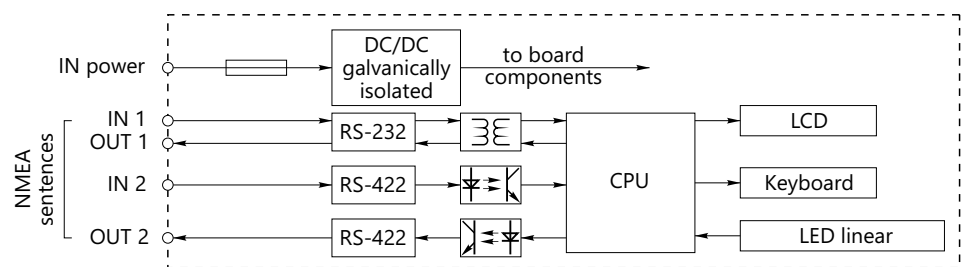 IN power
DC/DC
galvanically
isolated
to board
components
NMEA
sentences
IN 1
OUT 1
RS-232
IN 2
RS-422
OUT 2
RS-422
CPU
LCD
Keyboard
LED linear